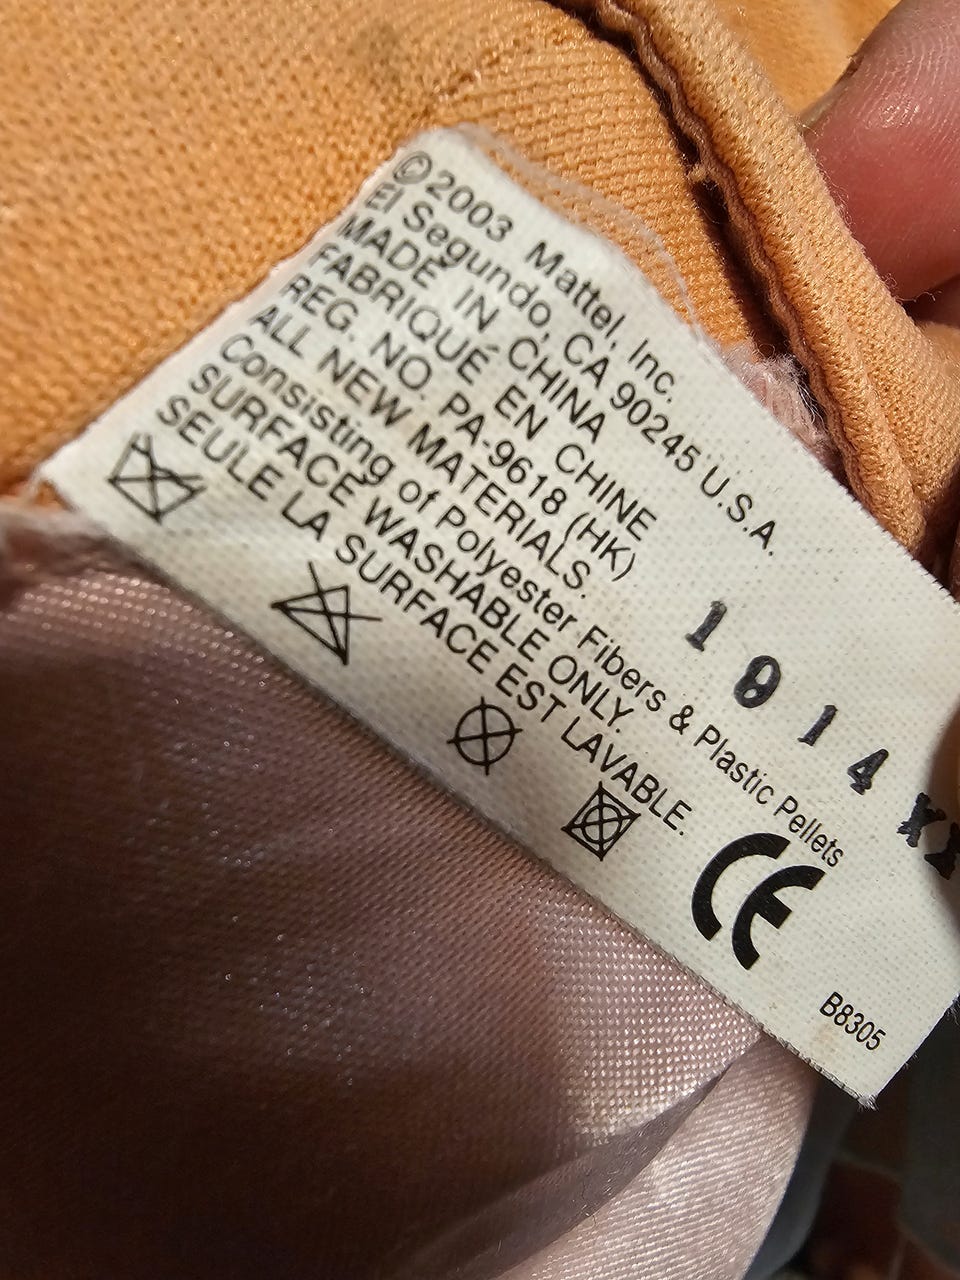 ©2003 Mattel, Inc.
El Segundo, CA 90245 U.S.A.
MADE IN CHINA
FABRIQUÉ EN CHINE
REG. NO. PA-9618 (HK)
ALL NEW MATERIALS.
Consisting of Polyester Fibers & Plastic Pellets
SURFACE WASHABLE ONLY.
SEULE LA SURFACE EST LAVABLE.
1914
CE
B8305